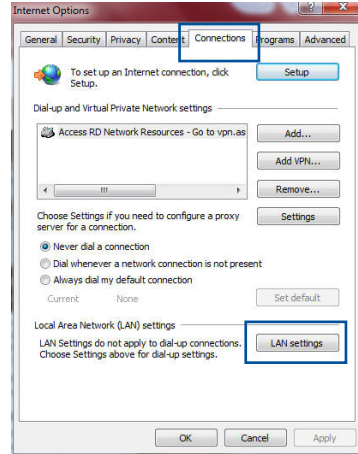 Internet Options
General Security Privacy Content Connections Programs Advanced
To set up an Internet connection, click
Setup.
Setup
Dial-up and Virtual Private Network settings
Access RD Network Resources - Go to vpn.as
Add...
Add VPN...
Remove...
Choose Settings if you need to configure a proxy
server for a connection.
Settings
Never dial a connection
Dial whenever a network connection is not present
Always dial my default connection
Current None
Set default
Local Area Network (LAN) settings
LAN Settings do not apply to dial-up connections.
Choose Settings above for dial-up settings.
LAN settings
OK Cancel Apply